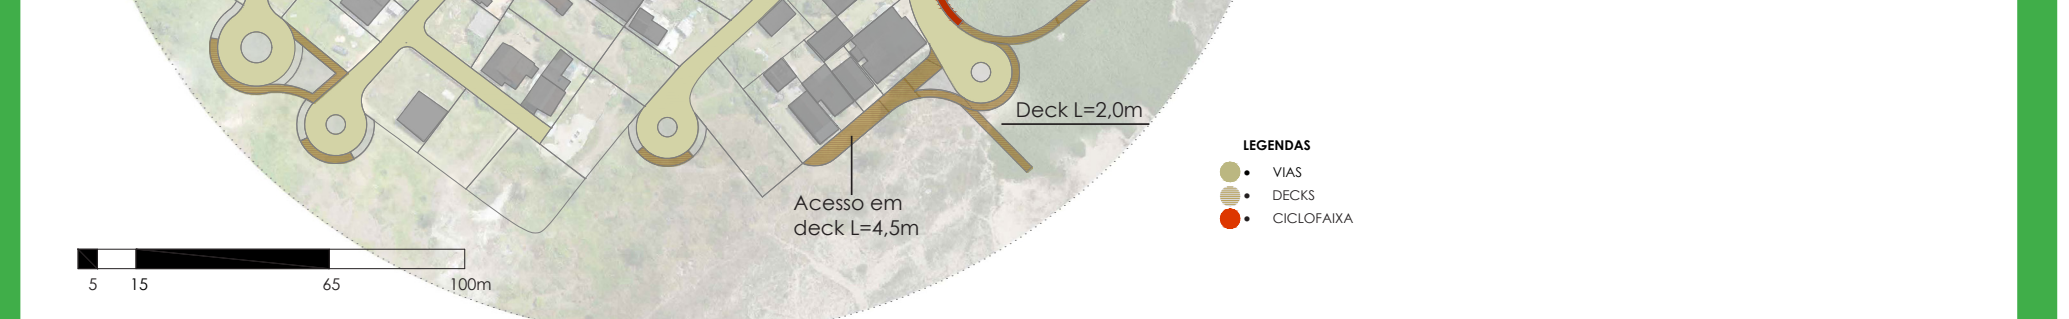 Deck L=2,0m
Acesso em
deck L=4,5m
LEGENDAS
• VIAS
• DECKS
• CICLOFAIXA
5 15 65 100m